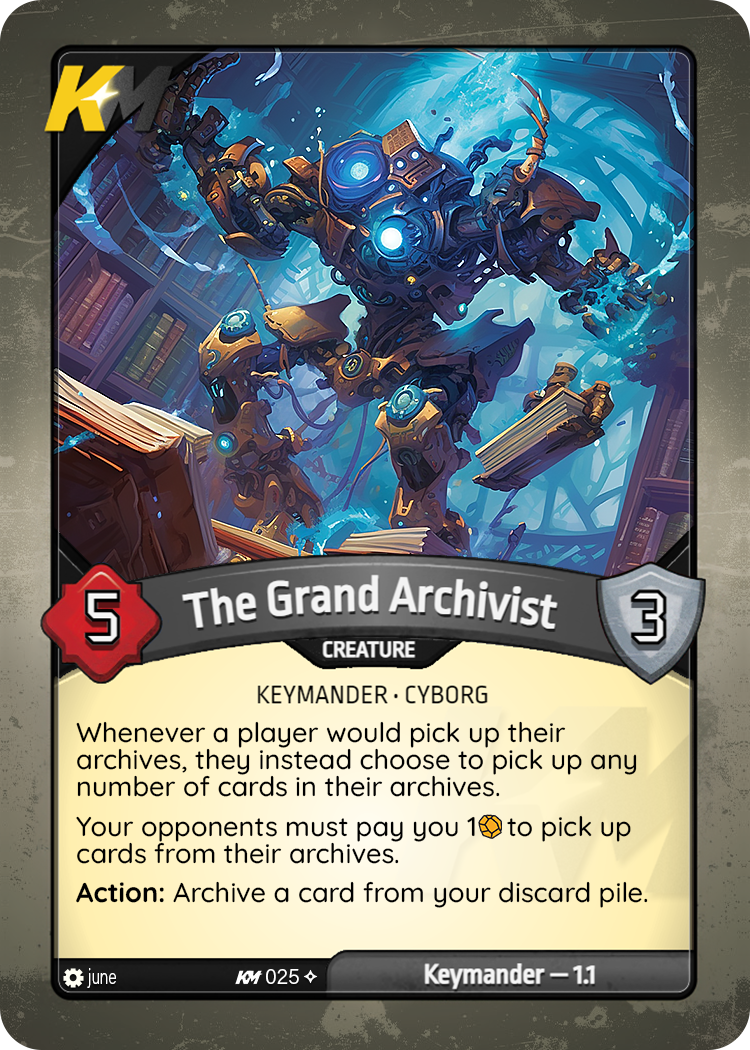 KM
5
The Grand Archivist
3
CREATURE
KEYMANDER • CYBORG
Whenever a player would pick up their
archives, they instead choose to pick up any
number of cards in their archives.
Your opponents must pay you 1 to pick up
cards from their archives.
Action: Archive a card from your discard pile.
june
KM 025
Keymander — 1.1